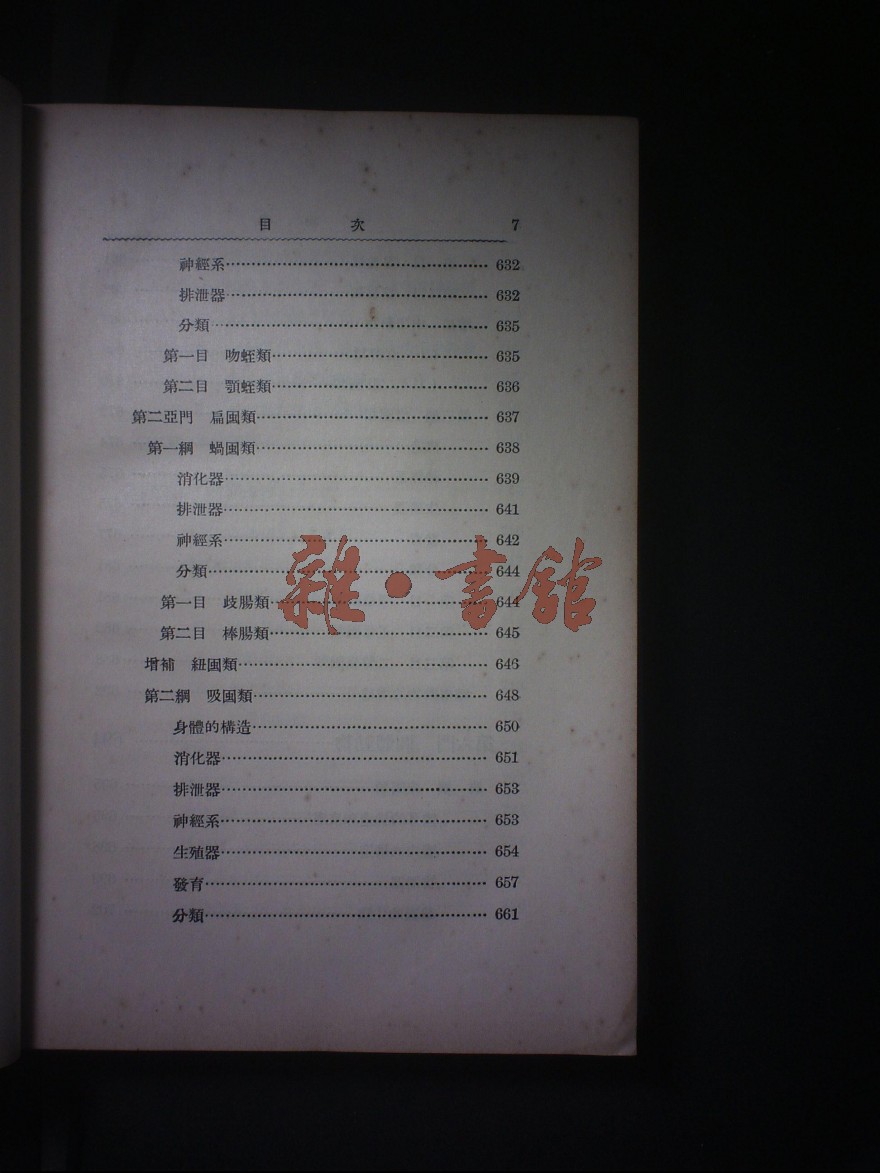 目 次 7
神經系 632
排泄器 632
分類 635
第一目 吻蛭類 635
第二目 顎蛭類 636
第二亞門 扁蟲類 637
第一綱 蝸蟲類 638
消化器 639
排泄器 641
神經系 642
分類 644
第一目 歧腸類 644
第二目 棒腸類 645
增補 紐蟲類 646
第二綱 吸蟲類 648
身體的構造 650
消化器 651
排泄器 653
神經系 653
生殖器 654
發育 657
分類 661
雜·書館